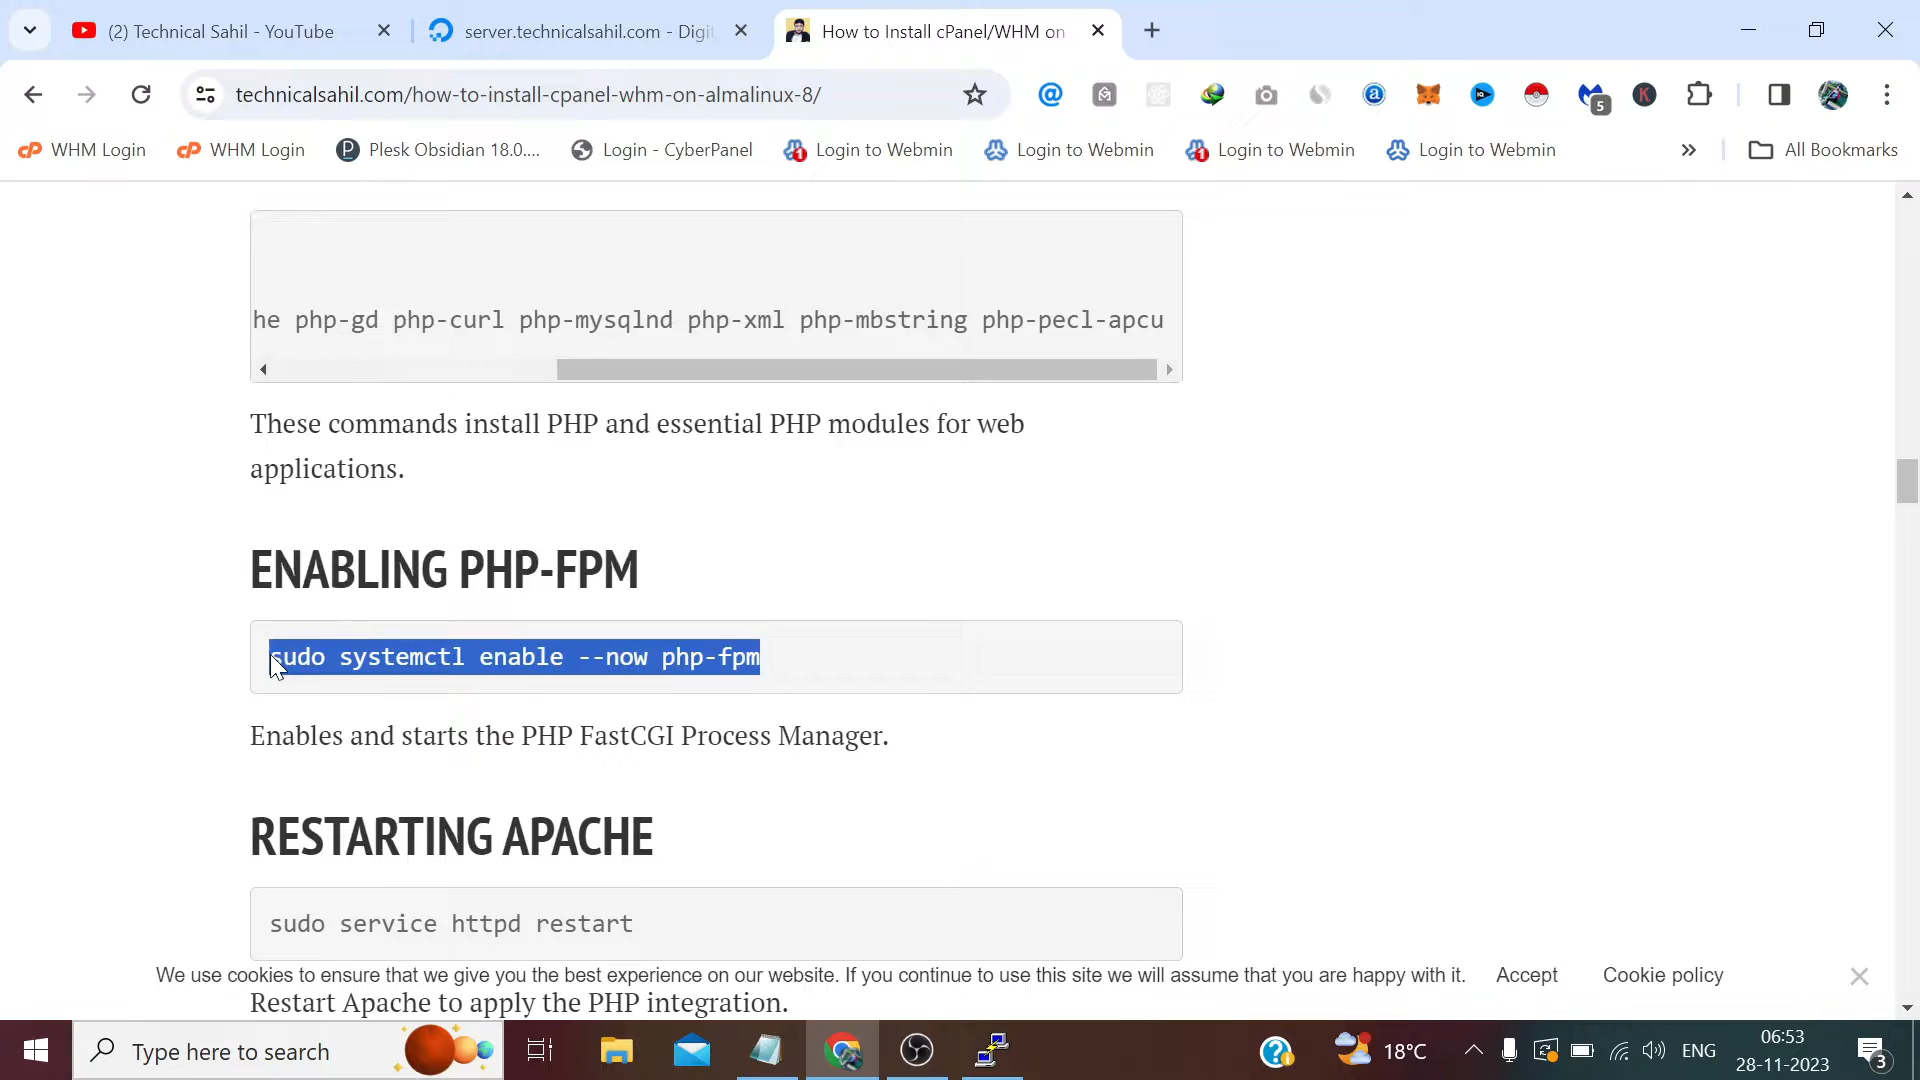 (2) Technical Sahil - YouTube
server.technicalsahil.com - Digit
How to Install cPanel/WHM on
technicalsahil.com/how-to-install-cpanel-whm-on-almalinux-8/
5
WHM Login
WHM Login
Plesk Obsidian 18.0....
Login - CyberPanel
Login to Webmin
Login to Webmin
Login to Webmin
Login to Webmin
All Bookmarks
he php-gd php-curl php-mysqlnd php-xml php-mbstring php-pecl-apcu
These commands install PHP and essential PHP modules for web
applications.
ENABLING PHP-FPM
sudo systemctl enable --now php-fpm
Enables and starts the PHP FastCGI Process Manager.
RESTARTING APACHE
sudo service httpd restart
We use cookies to ensure that we give you the best experience on our website. If you continue to use this site we will assume that you are happy with it.
Accept
Cookie policy
Restart Apache to apply the PHP integration.
Type here to search
18°C
ENG
06:53
28-11-2023
3